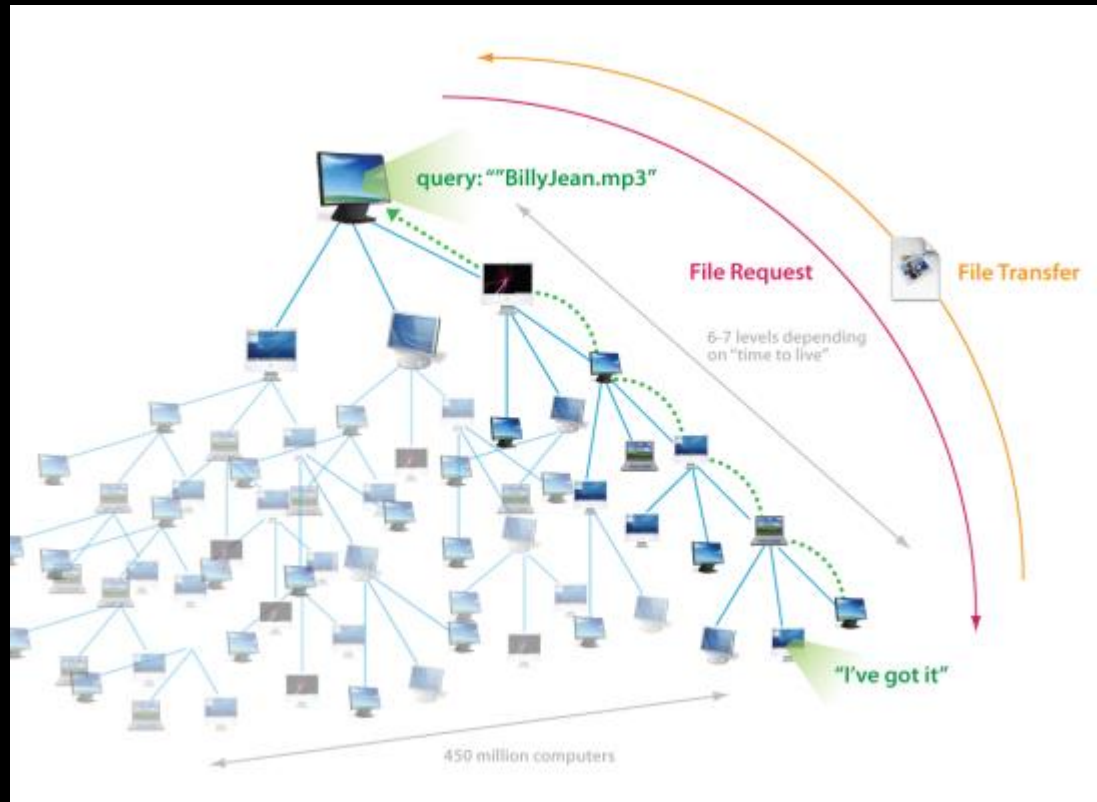 query: ""BillyJean.mp3"
File Request
File Transfer
6-7 levels depending
on "time to live"
"I've got it"
450 million computers